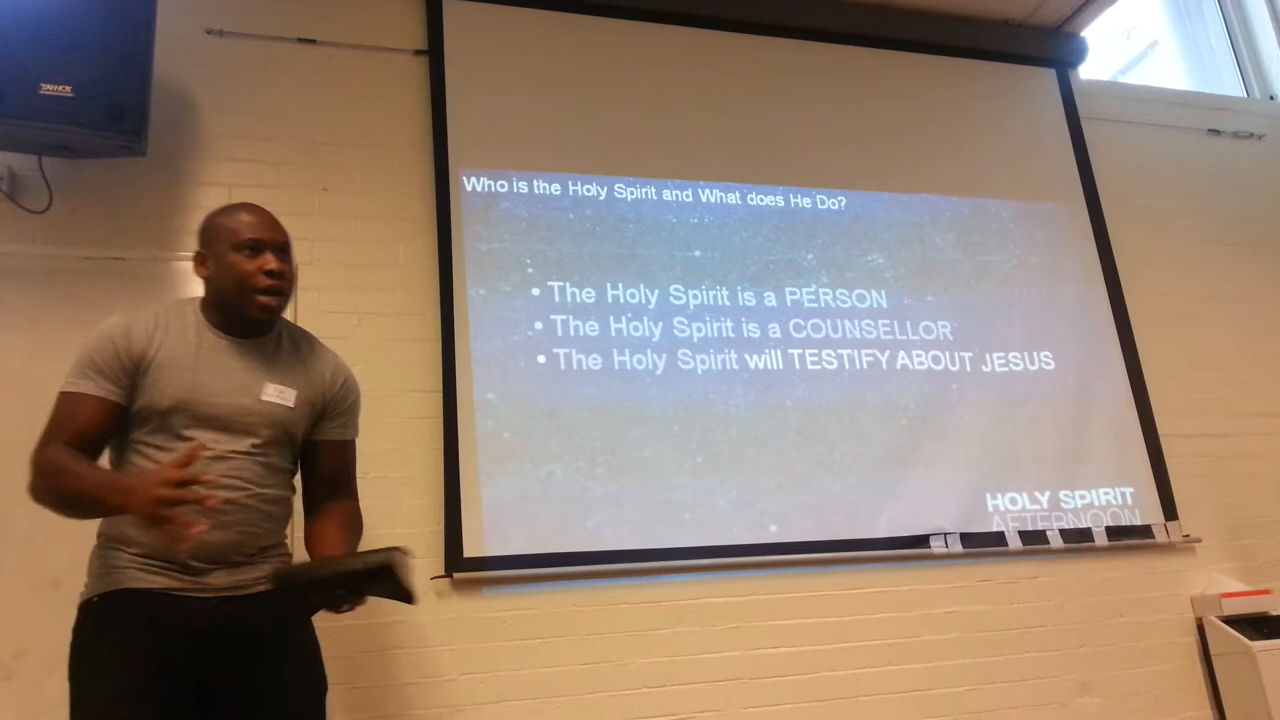 TANNOY
Who is the Holy Spirit and What does He Do?
• The Holy Spirit is a PERSON
• The Holy Spirit is a COUNSELLOR
• The Holy Spirit will TESTIFY ABOUT JESUS
HOLY SPIRIT
AFTERNOON